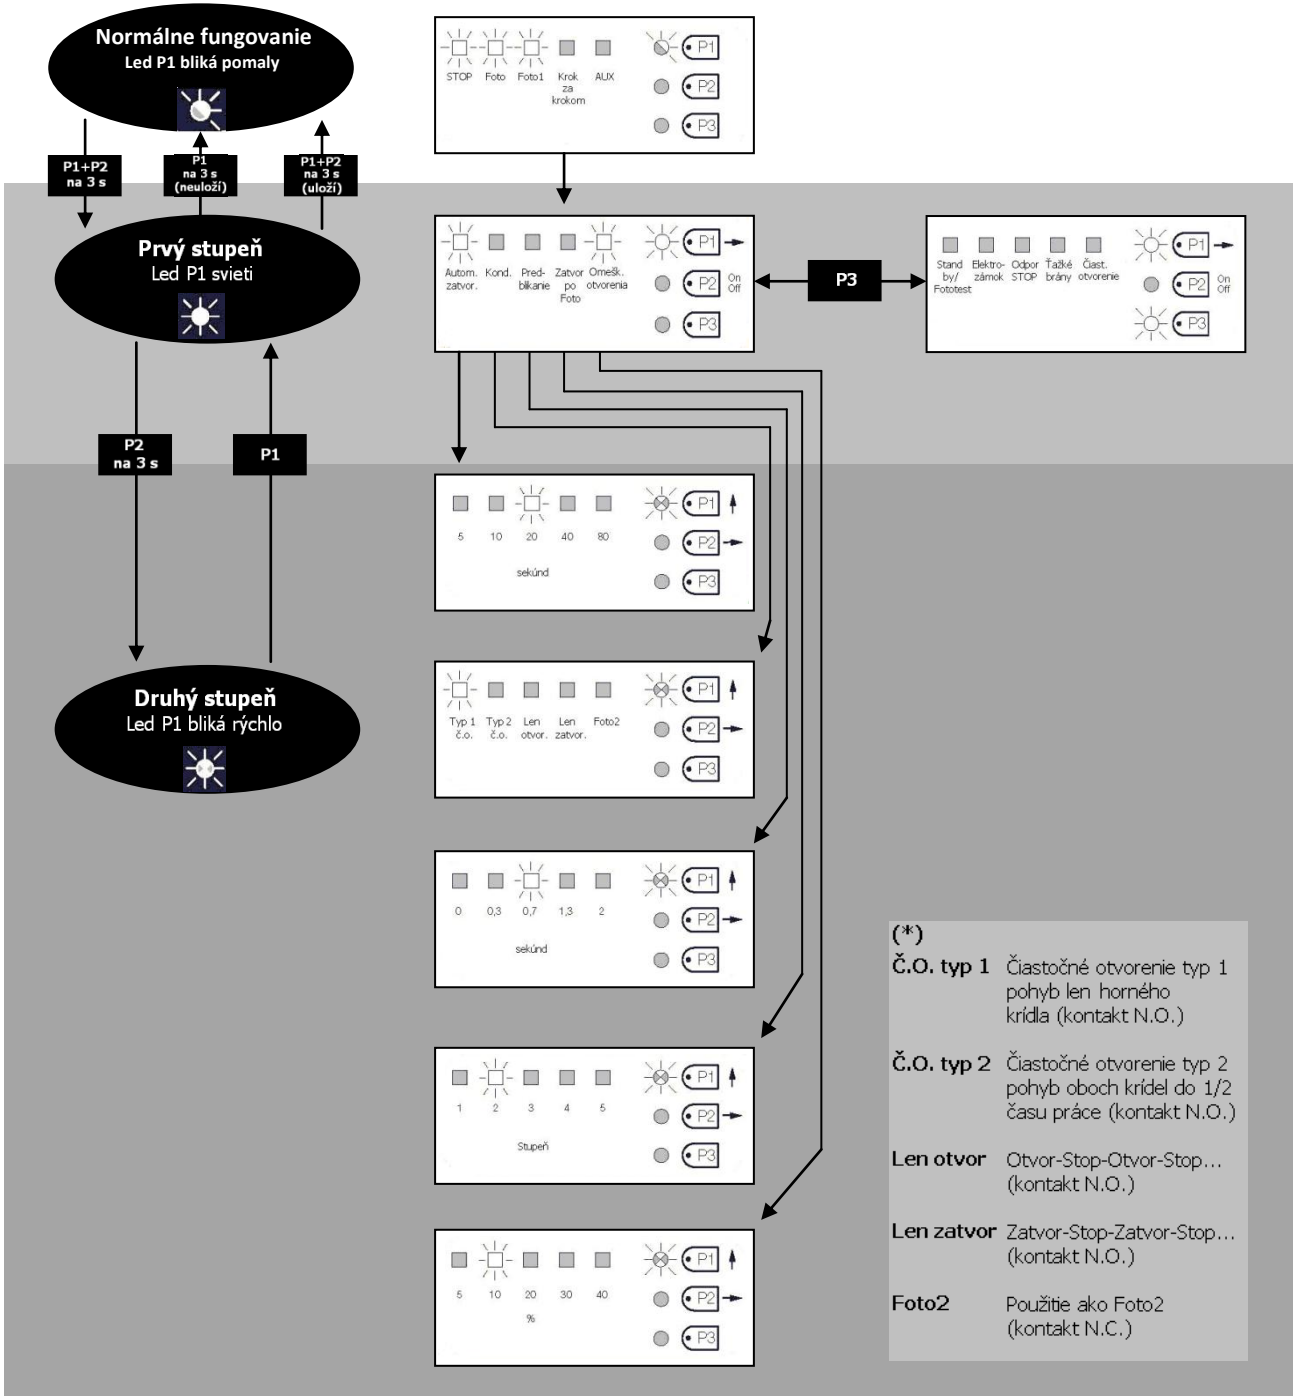 Normálne fungovanie
Led P1 bliká pomaly
P1+P2
na 3 s
P1
na 3 s
(neuloží)
P1+P2
na 3 s
(uloží)
Prvý stupeň
Led P1 svieti
P2
na 3 s
P1
Druhý stupeň
Led P1 bliká rýchlo
STOP Foto Foto1 Krok za krokom AUX
P1
P2
P3
Autom. zatvor. Kond. Pred-blikanie Zatvor po Foto Omešk. otvorenia
P1
P2 On Off
P3
P3
Stand by/ Fototest Elektro-zámok Odpor STOP Ťažké brány Čiast. otvorenie
P1
P2 On Off
P3
5 10 20 40 80
sekúnd
P1
P2
P3
Typ 1 č.o. Typ 2 č.o. Len otvor. Len zatvor. Foto2
P1
P2
P3
0 0,3 0,7 1,3 2
sekúnd
P1
P2
P3
1 2 3 4 5
Stupeň
P1
P2
P3
5 10 20 30 40
%
P1
P2
P3
(*)
Č.O. typ 1 Čiastočné otvorenie typ 1
pohyb len horného
krídla (kontakt N.O.)
Č.O. typ 2 Čiastočné otvorenie typ 2
pohyb oboch krídel do 1/2
času práce (kontakt N.O.)
Len otvor Otvor-Stop-Otvor-Stop...
(kontakt N.O.)
Len zatvor Zatvor-Stop-Zatvor-Stop...
(kontakt N.O.)
Foto2 Použitie ako Foto2
(kontakt N.C.)